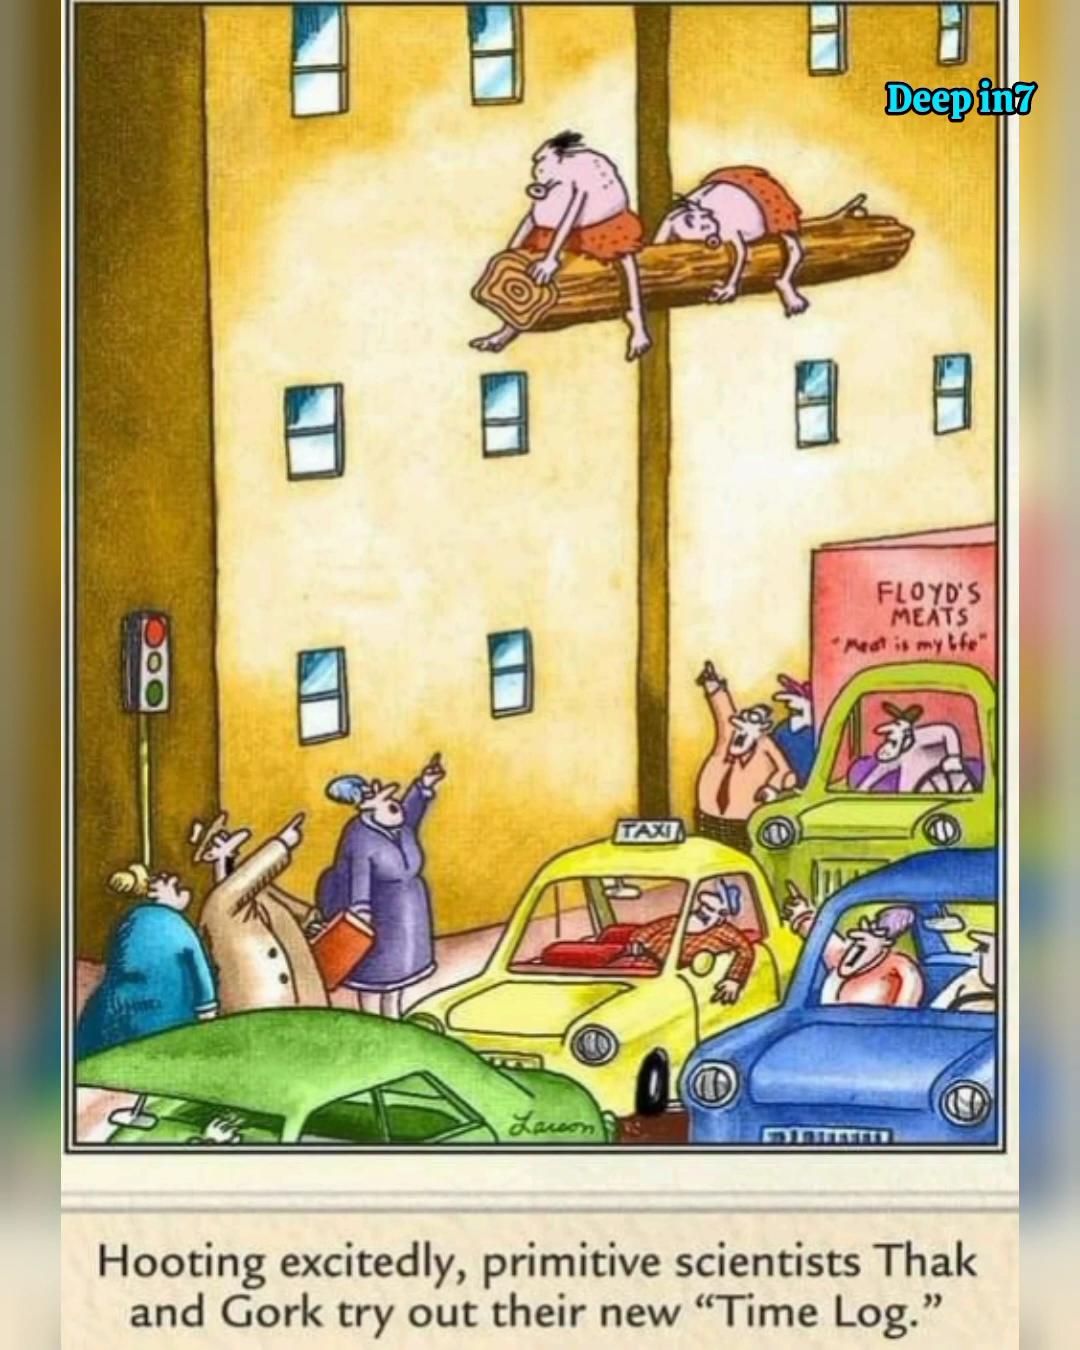 Deep in7
FLOYD'S
MEATS
"Meat is my life"
TAXI
Larson
Hooting excitedly, primitive scientists Thak
and Gork try out their new “Time Log.”